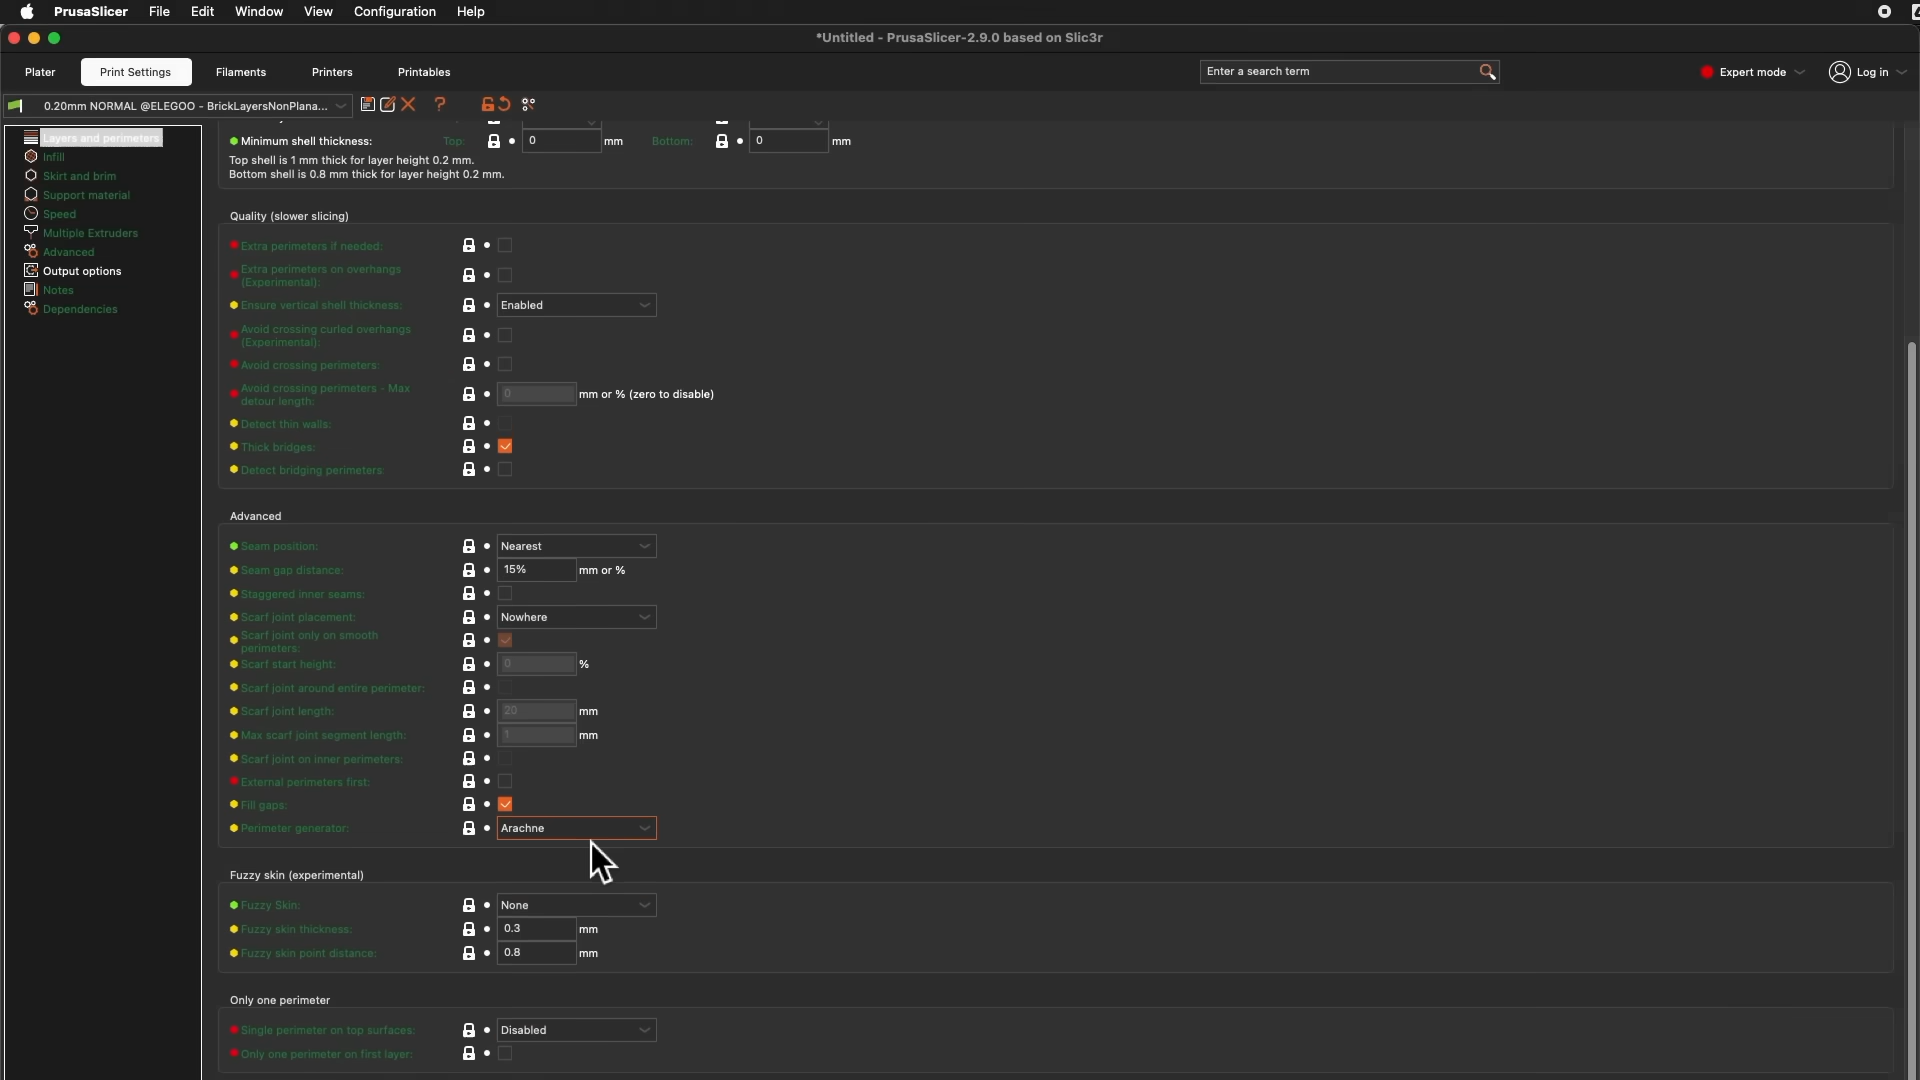 PrusaSlicer File Edit Window View Configuration Help
*Untitled - PrusaSlicer-2.9.0 based on Slic3r
Plater Print Settings Filaments Printers Printables Enter a search term Expert mode Log in
0.20mm NORMAL @ELEGOO - BrickLayersNonPlana... ?
Layers and perimeters
Infill
Skirt and brim
Support material
Speed
Multiple Extruders
Advanced
Output options
Notes
Dependencies
Minimum shell thickness: Top: 0 mm Bottom: 0 mm
Top shell is 1 mm thick for layer height 0.2 mm.
Bottom shell is 0.8 mm thick for layer height 0.2 mm.
Quality (slower slicing)
Extra perimeters if needed:
Extra perimeters on overhangs
(Experimental):
Ensure vertical shell thickness: Enabled
Avoid crossing curled overhangs
(Experimental):
Avoid crossing perimeters:
Avoid crossing perimeters - Max
detour length: 0 mm or % (zero to disable)
Detect thin walls:
Thick bridges:
Detect bridging perimeters:
Advanced
Seam position: Nearest
Seam gap distance: 15% mm or %
Staggered inner seams:
Scarf joint placement: Nowhere
Scarf joint only on smooth
perimeters:
Scarf start height: 0 %
Scarf joint around entire perimeter:
Scarf joint length: 20 mm
Max scarf joint segment length: 1 mm
Scarf joint on inner perimeters:
External perimeters first:
Fill gaps:
Perimeter generator: Arachne
Fuzzy skin (experimental)
Fuzzy Skin: None
Fuzzy skin thickness: 0.3 mm
Fuzzy skin point distance: 0.8 mm
Only one perimeter
Single perimeter on top surfaces: Disabled
Only one perimeter on first layer: